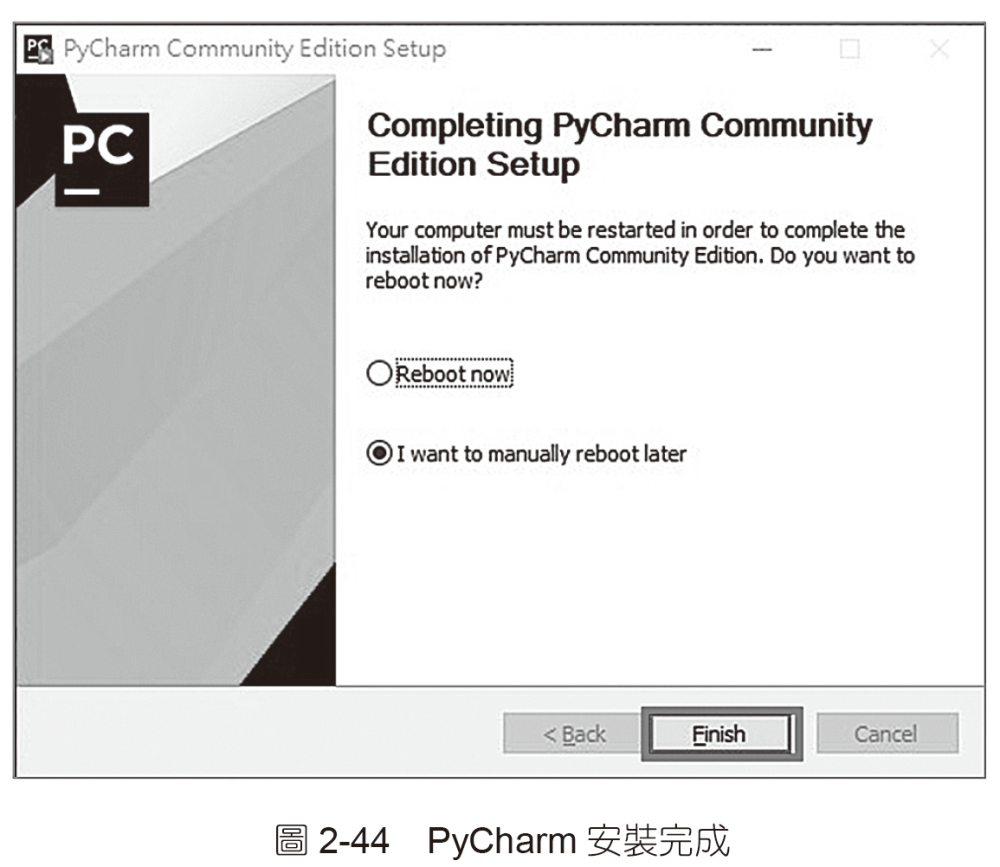 PyCharm Community Edition Setup
PC
Completing PyCharm Community
Edition Setup
Your computer must be restarted in order to complete the
installation of PyCharm Community Edition. Do you want to
reboot now?
Reboot now
I want to manually reboot later
< Back
Finish
Cancel
圖 2-44 PyCharm 安裝完成